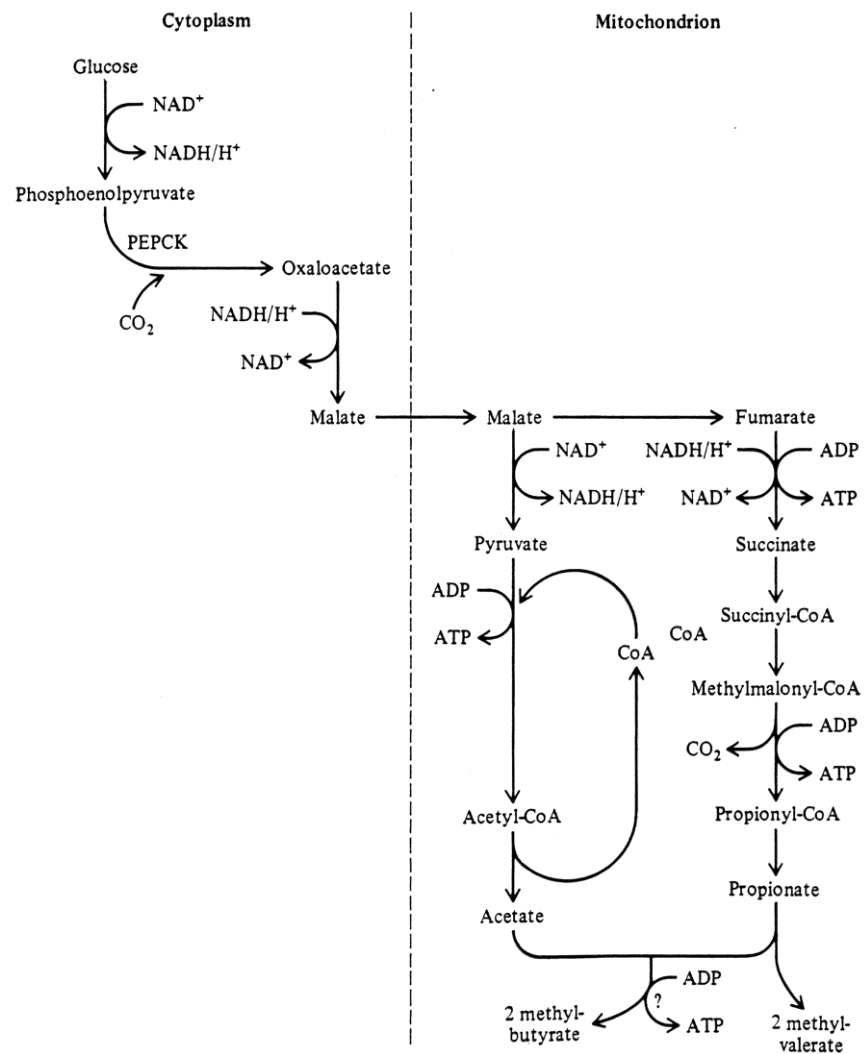 Cytoplasm
Mitochondrion
Glucose
NAD⁺
NADH/H⁺
Phosphoenolpyruvate
PEPCK
Oxaloacetate
CO₂
NADH/H⁺
NAD⁺
Malate
Malate
Fumarate
NAD⁺
NADH/H⁺
NADH/H⁺
ADP
NAD⁺
ATP
Pyruvate
Succinate
ADP
ATP
CoA
CoA
Succinyl-CoA
Methylmalonyl-CoA
ADP
CO₂
ATP
Acetyl-CoA
Propionyl-CoA
Propionate
Acetate
ADP
?
ATP
2 methyl-
butyrate
2 methyl-
valerate